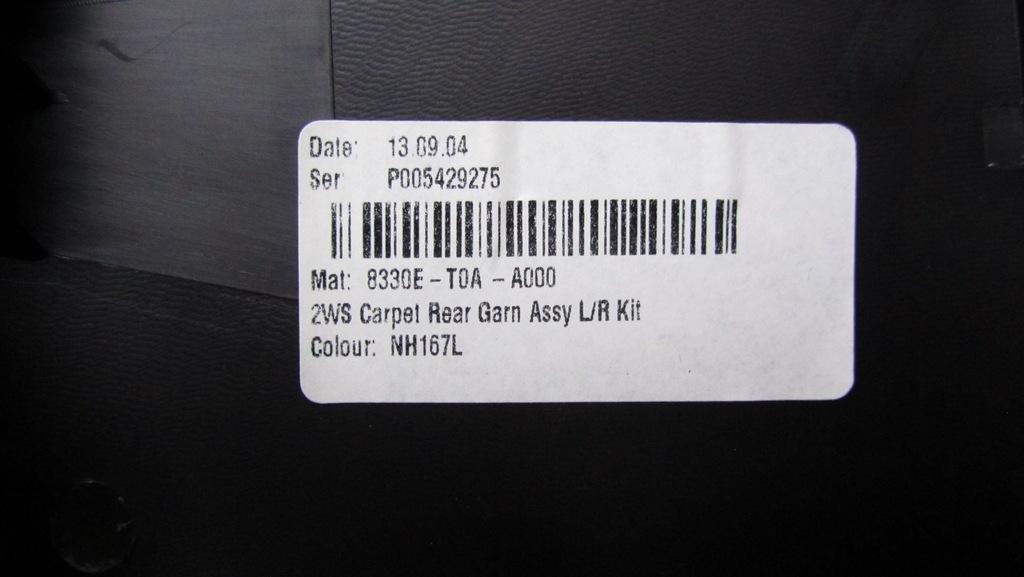 Date: 13.09.04
Ser: P005429275
Mat: 8330E - T0A - A000
2WS Carpet Rear Garn Assy L/R Kit
Colour: NH167L